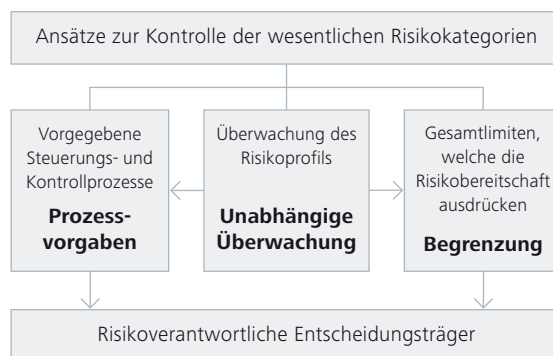 Ansätze zur Kontrolle der wesentlichen Risikokategorien
Vorgegebene
Steuerungs- und
Kontrollprozesse
Prozess-
vorgaben
Überwachung des
Risikoprofils
Unabhängige
Überwachung
Gesamtlimiten,
welche die
Risikobereitschaft
ausdrücken
Begrenzung
Risikoverantwortliche Entscheidungsträger